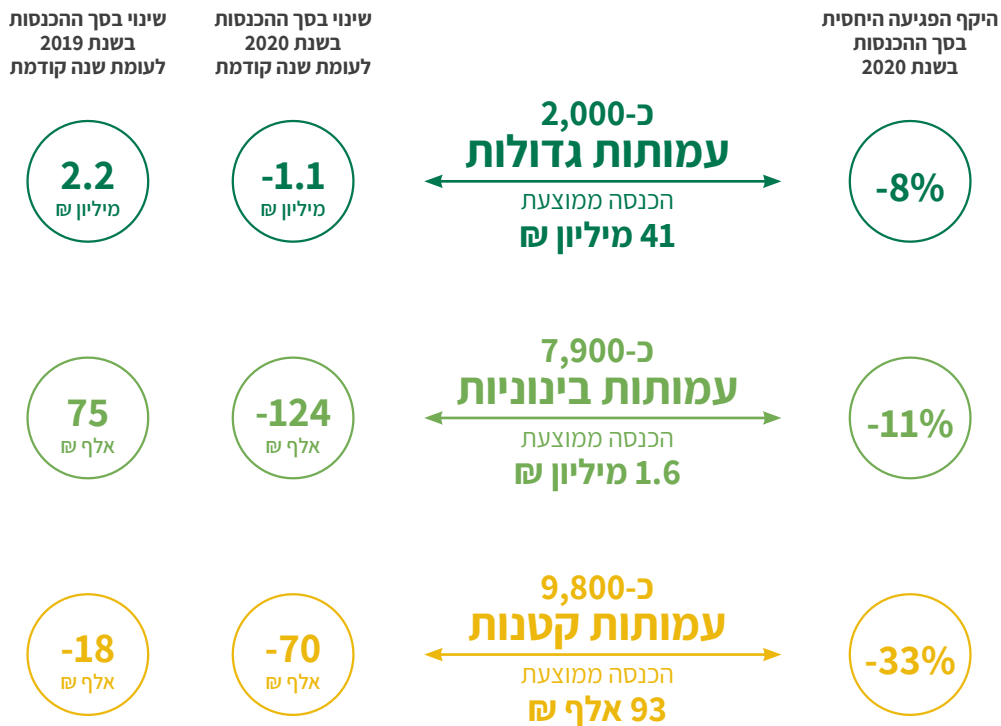 היקף הפגיעה היחסית
בסך ההכנסות
בשנת 2020
שינוי בסך ההכנסות
בשנת 2020
לעומת שנה קודמת
שינוי בסך ההכנסות
בשנת 2019
לעומת שנה קודמת
-8%
כ-2,000
עמותות גדולות
הכנסה ממוצעת
41 מיליון ₪
-1.1
מיליון ₪
2.2
מיליון ₪
-11%
כ-7,900
עמותות בינוניות
הכנסה ממוצעת
1.6 מיליון ₪
-124
אלף ₪
75
אלף ₪
-33%
כ-9,800
עמותות קטנות
הכנסה ממוצעת
93 אלף ₪
-70
אלף ₪
-18
אלף ₪